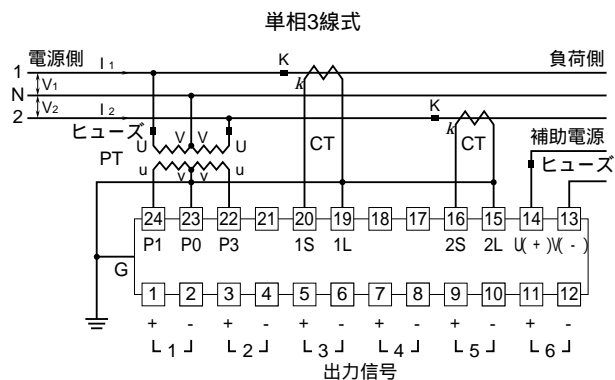 単相3線式
電源側 I1 K 負荷側
1 k
V1
N
V2
2 I2 K
ヒューズ k
U V V U CT CT 補助電源
PT ヒューズ
u v v u
24 23 22 21 20 19 18 17 16 15 14 13
P1 P0 P3 1S 1L 2S 2L U(+) V(-)
G
1 2 3 4 5 6 7 8 9 10 11 12
+ - + - + - + - + - + -
1 2 3 4 5 6
出力信号